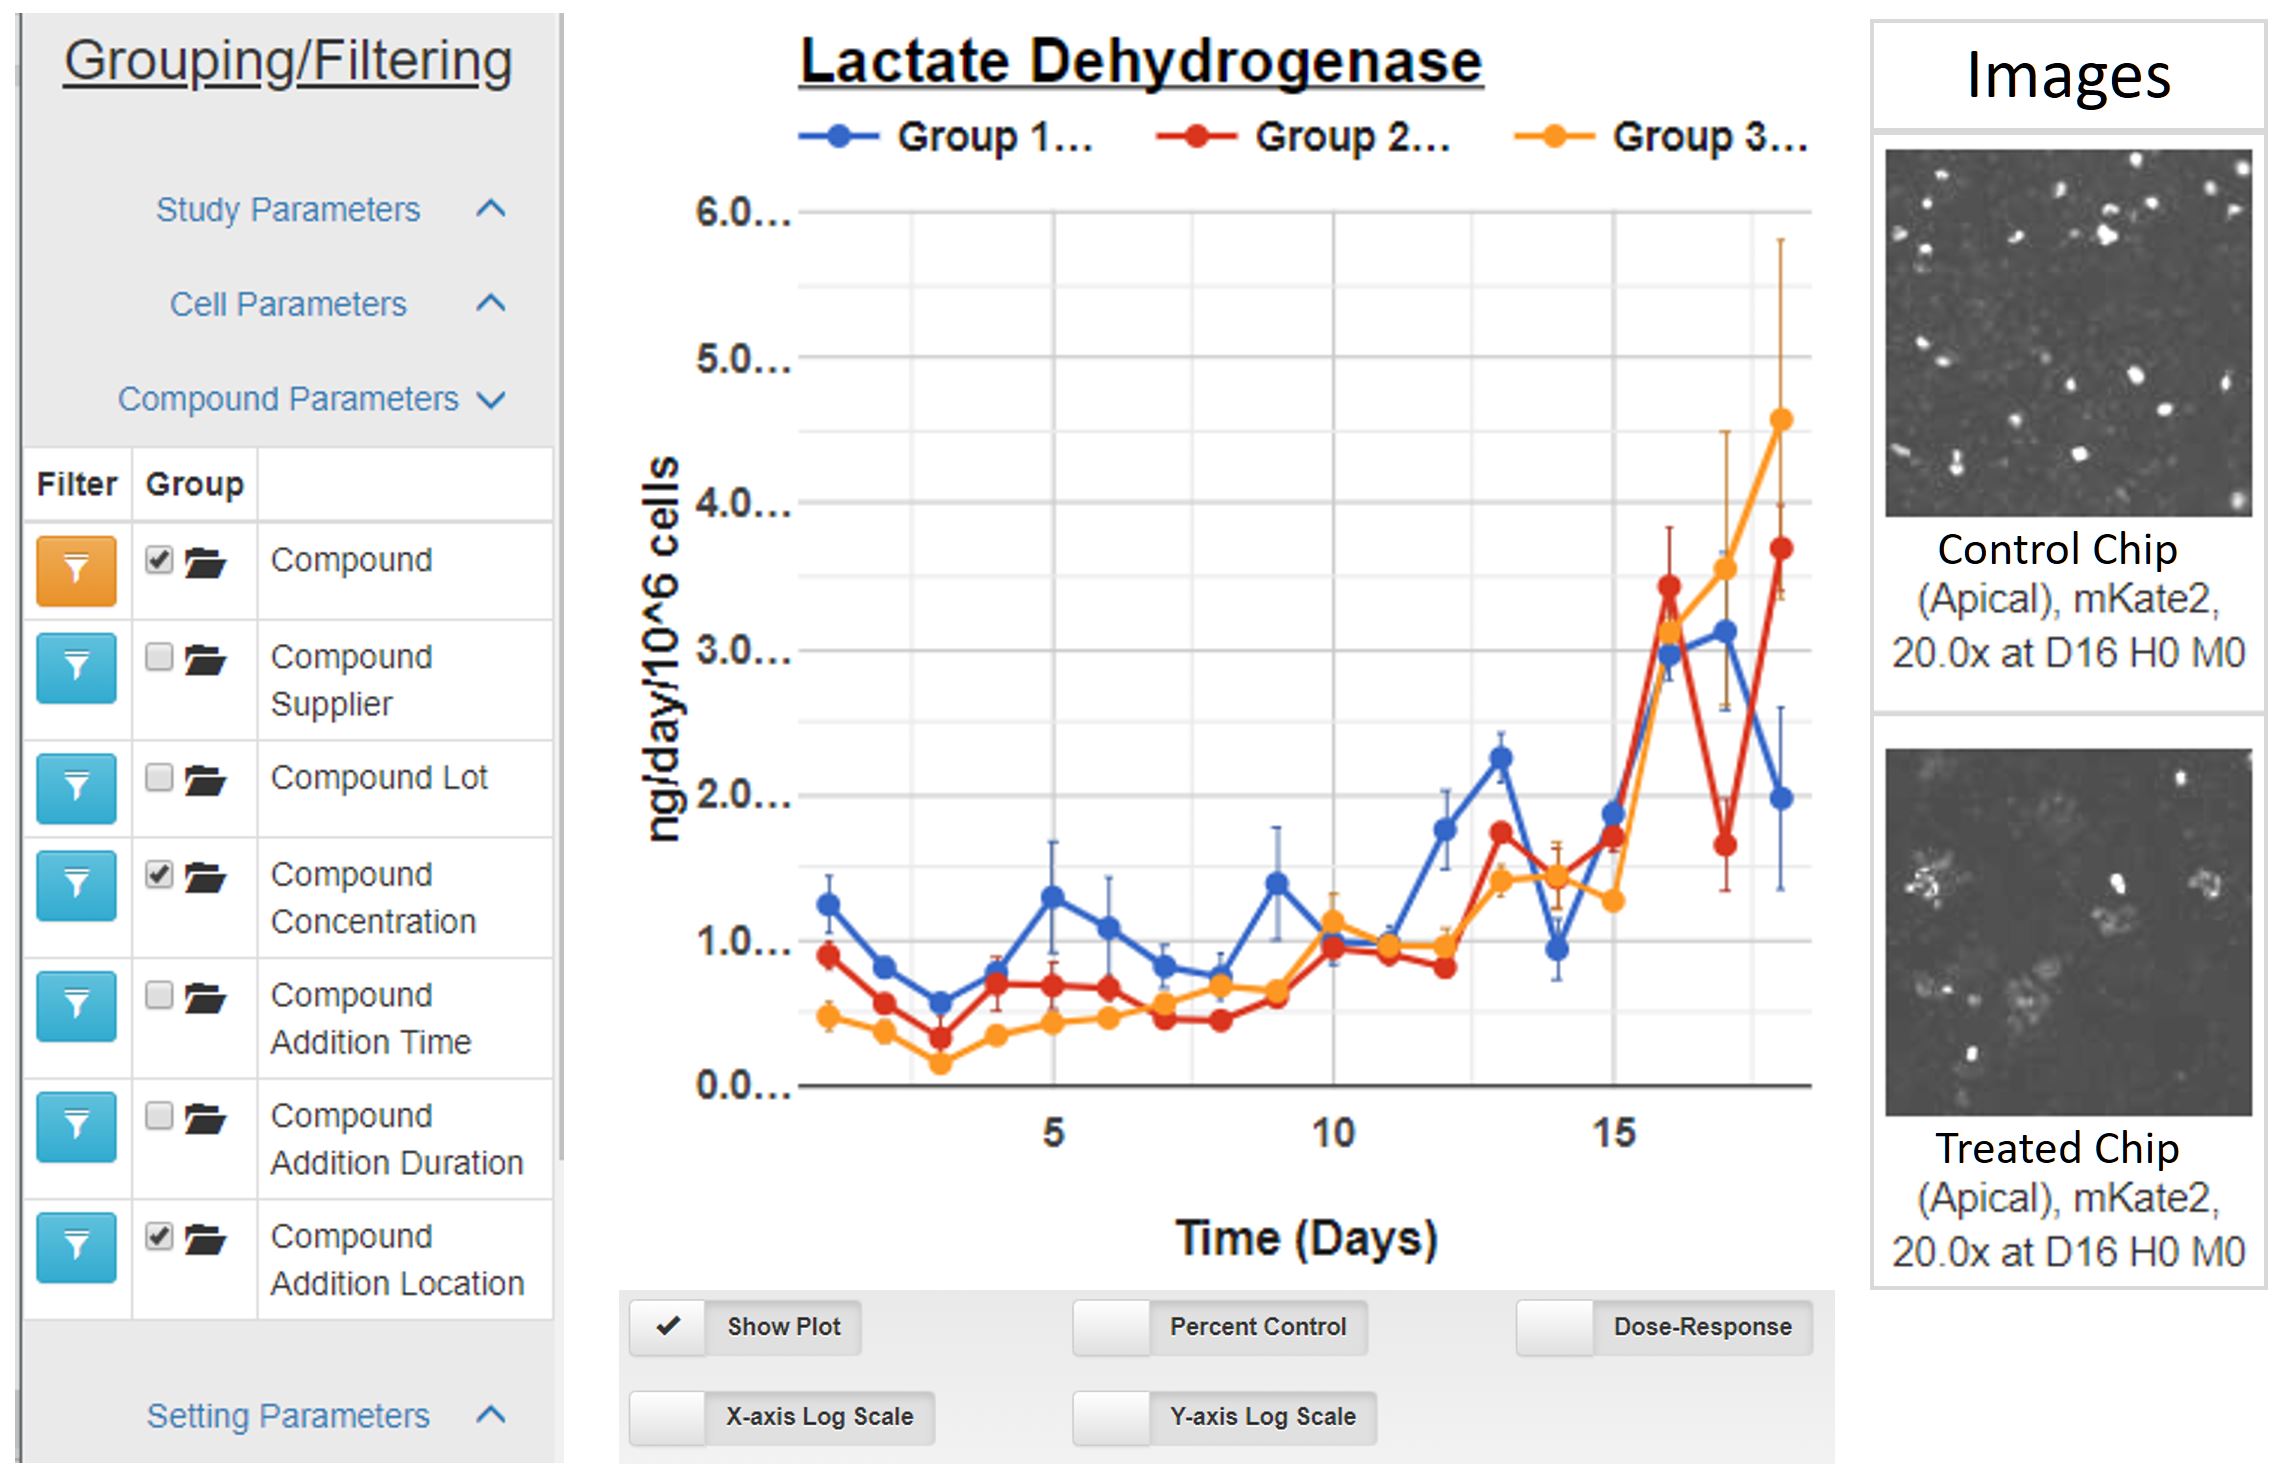 Grouping/Filtering
Study Parameters
Cell Parameters
Compound Parameters
Filter Group
Compound
Compound
Supplier
Compound Lot
Compound
Concentration
Compound
Addition Time
Compound
Addition Duration
Compound
Addition Location
Setting Parameters
Lactate Dehydrogenase
Group 1... Group 2... Group 3...
6.0...
5.0...
4.0...
3.0...
2.0...
1.0...
0.0...
ng/day/10^6 cells
5 10 15
Time (Days)
Show Plot Percent Control Dose-Response
X-axis Log Scale Y-axis Log Scale
Images
Control Chip
(Apical), mKate2,
20.0x at D16 H0 M0
Treated Chip
(Apical), mKate2,
20.0x at D16 H0 M0